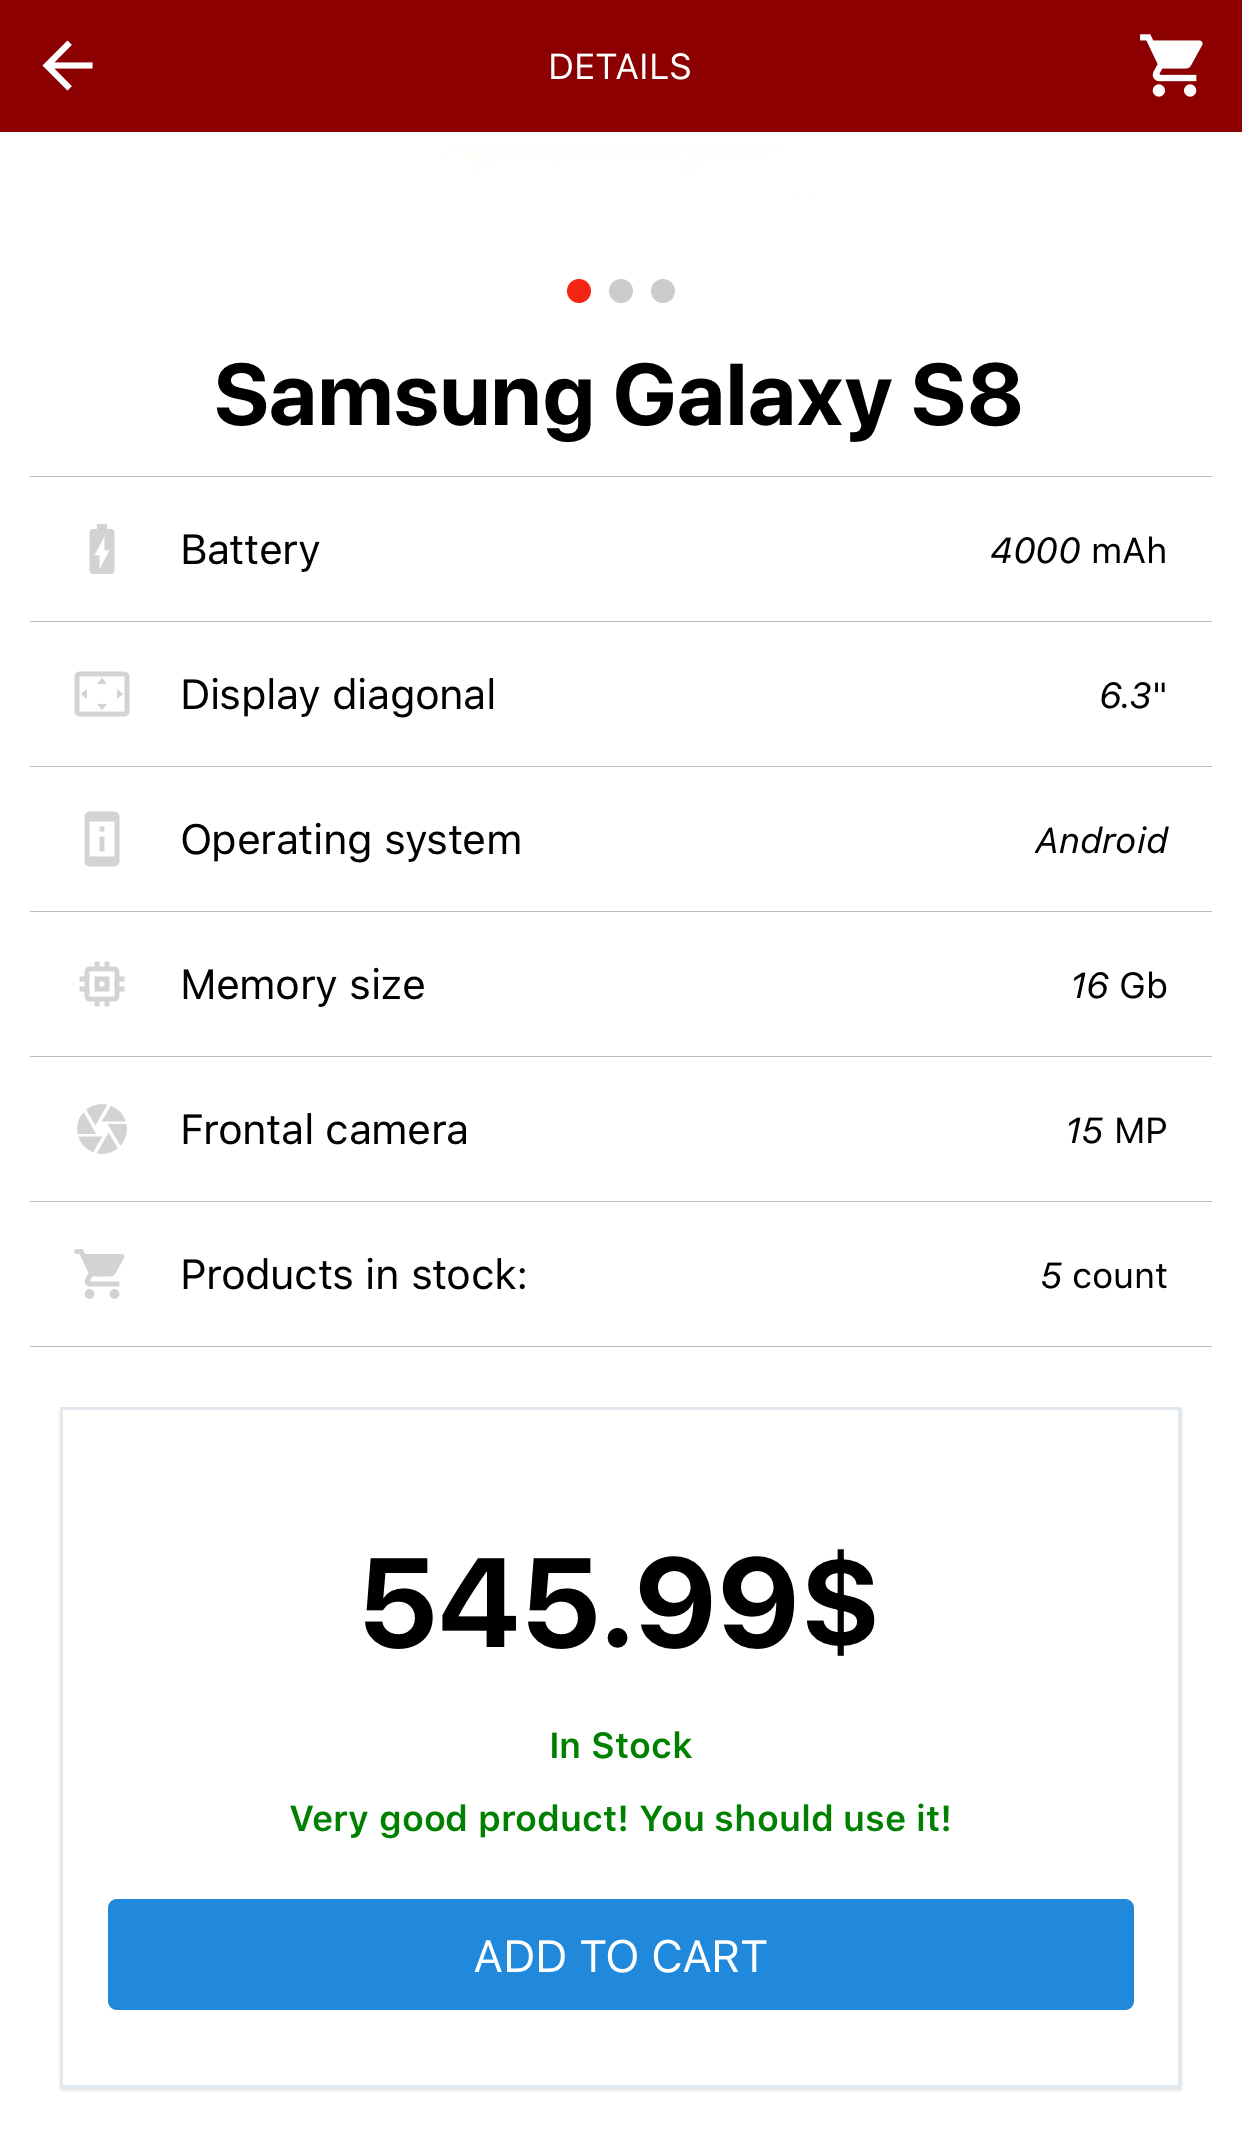 DETAILS
Samsung Galaxy S8
Battery 4000 mAh
Display diagonal 6.3"
Operating system Android
Memory size 16 Gb
Frontal camera 15 MP
Products in stock: 5 count
545.99$
In Stock
Very good product! You should use it!
ADD TO CART